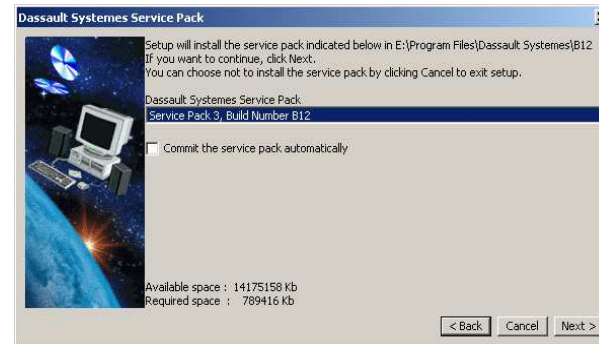 Dassault Systemes Service Pack
Setup will install the service pack indicated below in E:\Program Files\Dassault Systemes\B12
If you want to continue, click Next.
You can choose not to install the service pack by clicking Cancel to exit setup.
Dassault Systemes Service Pack
Service Pack 3, Build Number B12
Commit the service pack automatically
Available space : 14175158 Kb
Required space : 789416 Kb
< Back Cancel Next >